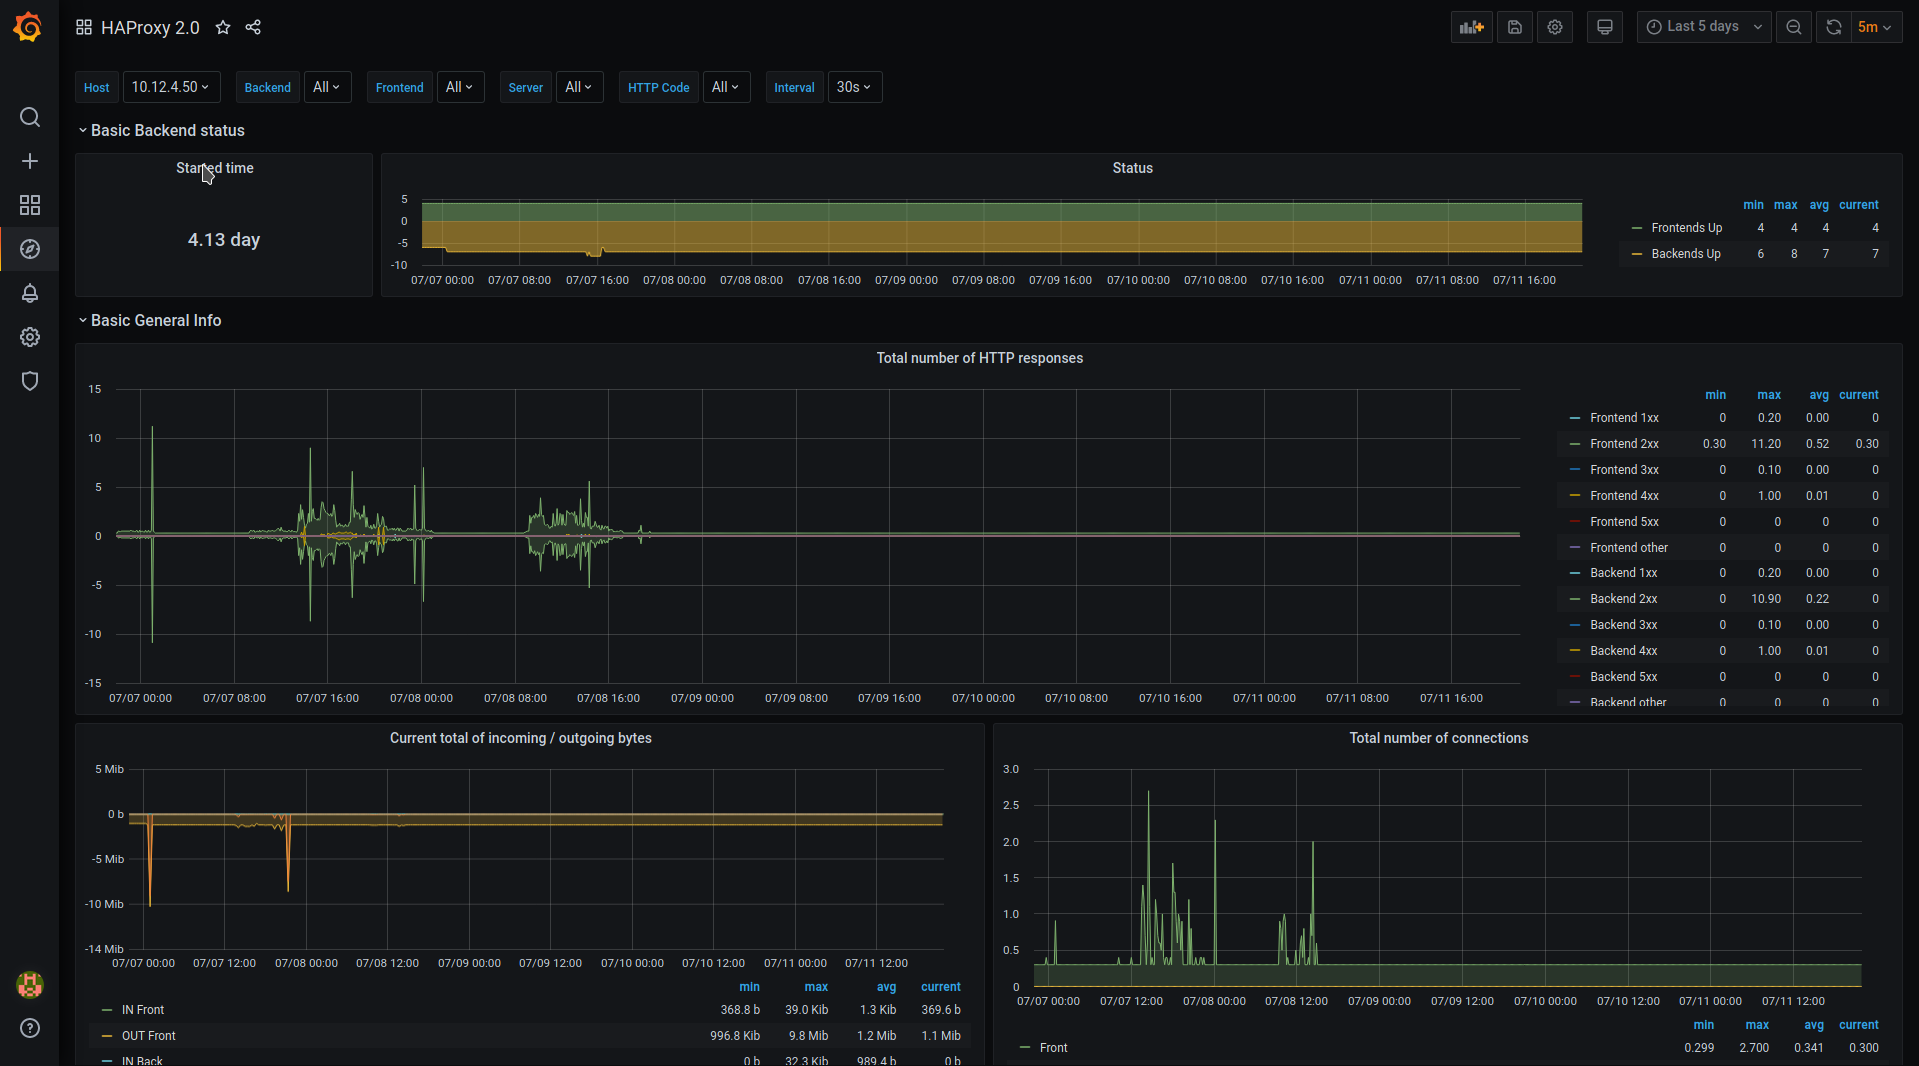 HAProxy 2.0
Last 5 days
5m
Host 10.12.4.50 Backend All Frontend All Server All HTTP Code All Interval 30s
Basic Backend status
Started time
4.13 day
Status
5
0
-5
-10
07/07 00:00 07/07 08:00 07/07 16:00 07/08 00:00 07/08 08:00 07/08 16:00 07/09 00:00 07/09 08:00 07/09 16:00 07/10 00:00 07/10 08:00 07/10 16:00 07/11 00:00 07/11 08:00 07/11 16:00
min max avg current
Frontends Up 4 4 4 4
Backends Up 6 8 7 7
Basic General Info
Total number of HTTP responses
15
10
5
0
-5
-10
-15
07/07 00:00 07/07 08:00 07/07 16:00 07/08 00:00 07/08 08:00 07/08 16:00 07/09 00:00 07/09 08:00 07/09 16:00 07/10 00:00 07/10 08:00 07/10 16:00 07/11 00:00 07/11 08:00 07/11 16:00
min max avg current
Frontend 1xx 0 0.20 0.00 0
Frontend 2xx 0.30 11.20 0.52 0.30
Frontend 3xx 0 0.10 0.00 0
Frontend 4xx 0 1.00 0.01 0
Frontend 5xx 0 0 0 0
Frontend other 0 0 0 0
Backend 1xx 0 0.20 0.00 0
Backend 2xx 0 10.90 0.22 0
Backend 3xx 0 0.10 0.00 0
Backend 4xx 0 1.00 0.01 0
Backend 5xx 0 0 0 0
Backend other 0 0 0 0
Current total of incoming / outgoing bytes
5 Mib
0 b
-5 Mib
-10 Mib
-14 Mib
07/07 00:00 07/07 12:00 07/08 00:00 07/08 12:00 07/09 00:00 07/09 12:00 07/10 00:00 07/10 12:00 07/11 00:00 07/11 12:00
min max avg current
IN Front 368.8 b 39.0 Kib 1.3 Kib 369.6 b
OUT Front 996.8 Kib 9.8 Mib 1.2 Mib 1.1 Mib
IN Back 0 b 32.3 Kib 989.4 b 0 b
Total number of connections
3.0
2.5
2.0
1.5
1.0
0.5
0
07/07 00:00 07/07 12:00 07/08 00:00 07/08 12:00 07/09 00:00 07/09 12:00 07/10 00:00 07/10 12:00 07/11 00:00 07/11 12:00
min max avg current
Front 0.299 2.700 0.341 0.300